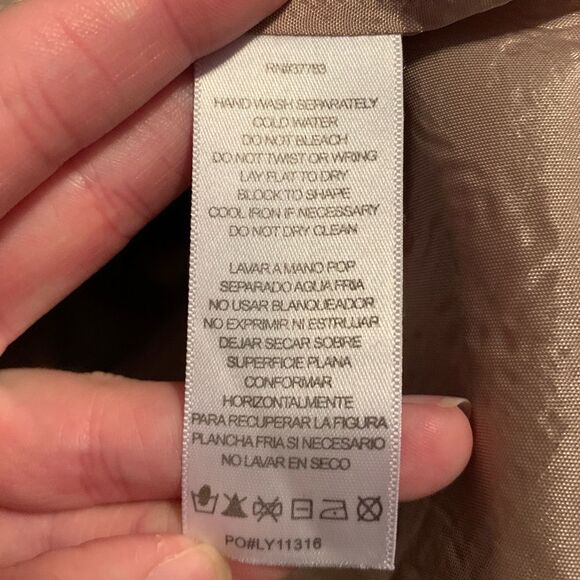 RN#37763
HAND WASH SEPARATELY
COLD WATER
DO NOT BLEACH
DO NOT TWIST OR WRING
LAY FLAT TO DRY
BLOCK TO SHAPE
COOL IRON IF NECESSARY
DO NOT DRY CLEAN
LAVAR A MANO POP
SEPARADO AGUA FRIA
NO USAR BLANQUEADOR
NO EXPRIMIR NI ESTRUJAR
DEJAR SECAR SOBRE
SUPERFICIE PLANA
CONFORMAR
HORIZONTALMENTE
PARA RECUPERAR LA FIGURA
PLANCHA FRIA SI NECESARIO
NO LAVAR EN SECO
PO#LY11316